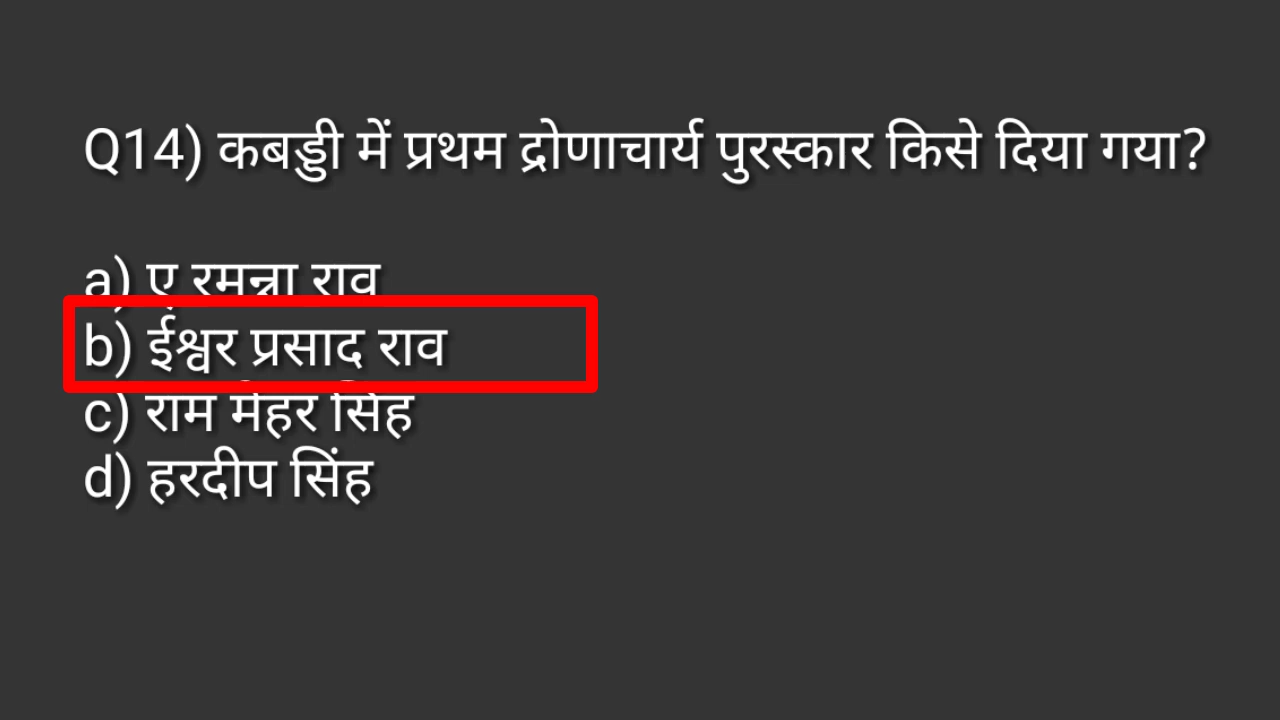 Q14) कबड्डी में प्रथम द्रोणाचार्य पुरस्कार किसे दिया गया?
a) ए रमन्ना राव
b) ईश्वर प्रसाद राव
c) राम मेहर सिंह
d) हरदीप सिंह